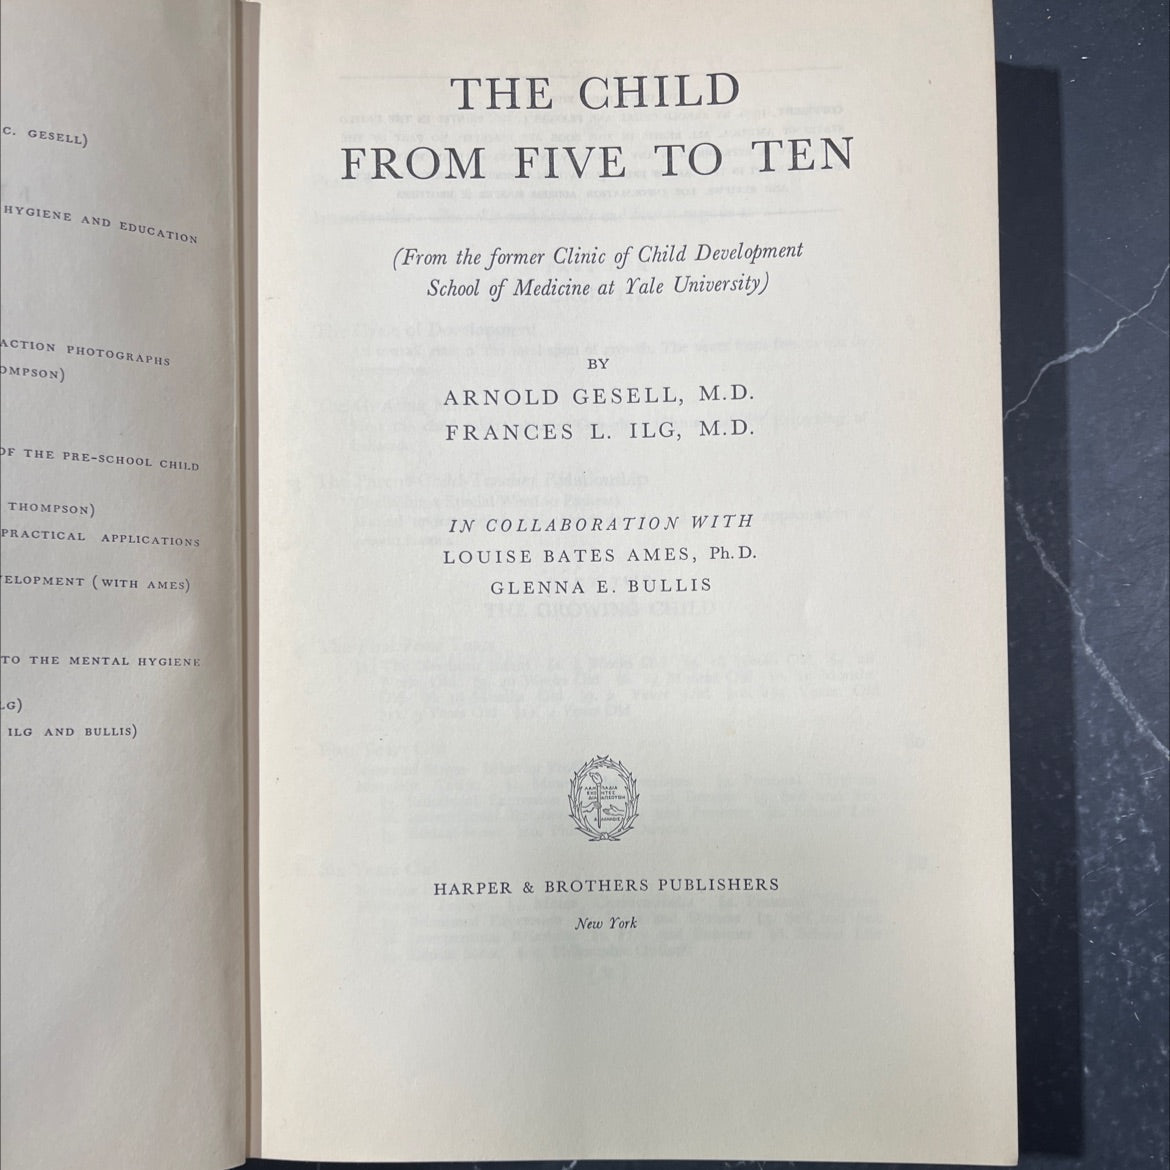 C. GESELL)
HYGIENE AND EDUCATION
ACTION PHOTOGRAPHS
OMPSON)
OF THE PRE-SCHOOL CHILD
THOMPSON)
PRACTICAL APPLICATIONS
VELOPMENT (WITH AMES)
TO THE MENTAL HYGIENE
LG)
ILG AND BULLIS)
THE CHILD
FROM FIVE TO TEN
(From the former Clinic of Child Development
School of Medicine at Yale University)
BY
ARNOLD GESELL, M.D.
FRANCES L. ILG, M.D.
IN COLLABORATION WITH
LOUISE BATES AMES, Ph.D.
GLENNA E. BULLIS
HARPER & BROTHERS PUBLISHERS
New York